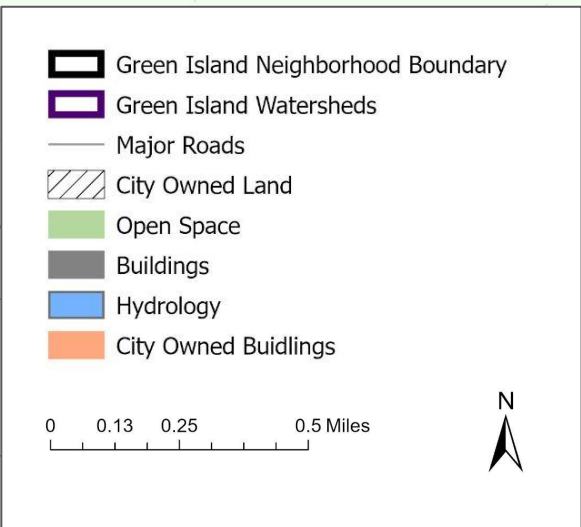 Green Island Neighborhood Boundary
Green Island Watersheds
Major Roads
City Owned Land
Open Space
Buildings
Hydrology
City Owned Buidlings
0 0.13 0.25 0.5 Miles
N